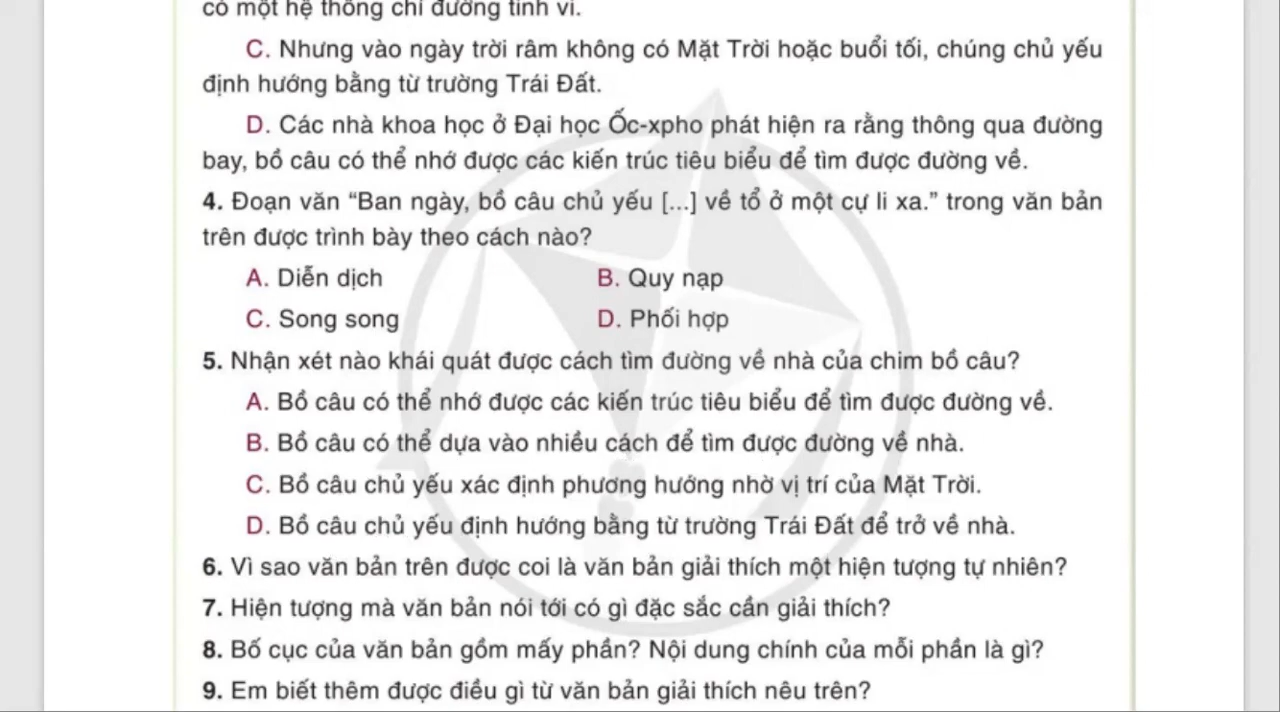 có một hệ thống chỉ đường tinh vi.
C. Nhưng vào ngày trời râm không có Mặt Trời hoặc buổi tối, chúng chủ yếu
định hướng bằng từ trường Trái Đất.
D. Các nhà khoa học ở Đại học Ốc-xpho phát hiện ra rằng thông qua đường
bay, bồ câu có thể nhớ được các kiến trúc tiêu biểu để tìm được đường về.
4. Đoạn văn “Ban ngày, bồ câu chủ yếu [...] về tổ ở một cự li xa.” trong văn bản
trên được trình bày theo cách nào?
A. Diễn dịch B. Quy nạp
C. Song song D. Phối hợp
5. Nhận xét nào khái quát được cách tìm đường về nhà của chim bồ câu?
A. Bồ câu có thể nhớ được các kiến trúc tiêu biểu để tìm được đường về.
B. Bồ câu có thể dựa vào nhiều cách để tìm được đường về nhà.
C. Bồ câu chủ yếu xác định phương hướng nhờ vị trí của Mặt Trời.
D. Bồ câu chủ yếu định hướng bằng từ trường Trái Đất để trở về nhà.
6. Vì sao văn bản trên được coi là văn bản giải thích một hiện tượng tự nhiên?
7. Hiện tượng mà văn bản nói tới có gì đặc sắc cần giải thích?
8. Bố cục của văn bản gồm mấy phần? Nội dung chính của mỗi phần là gì?
9. Em biết thêm được điều gì từ văn bản giải thích nêu trên?